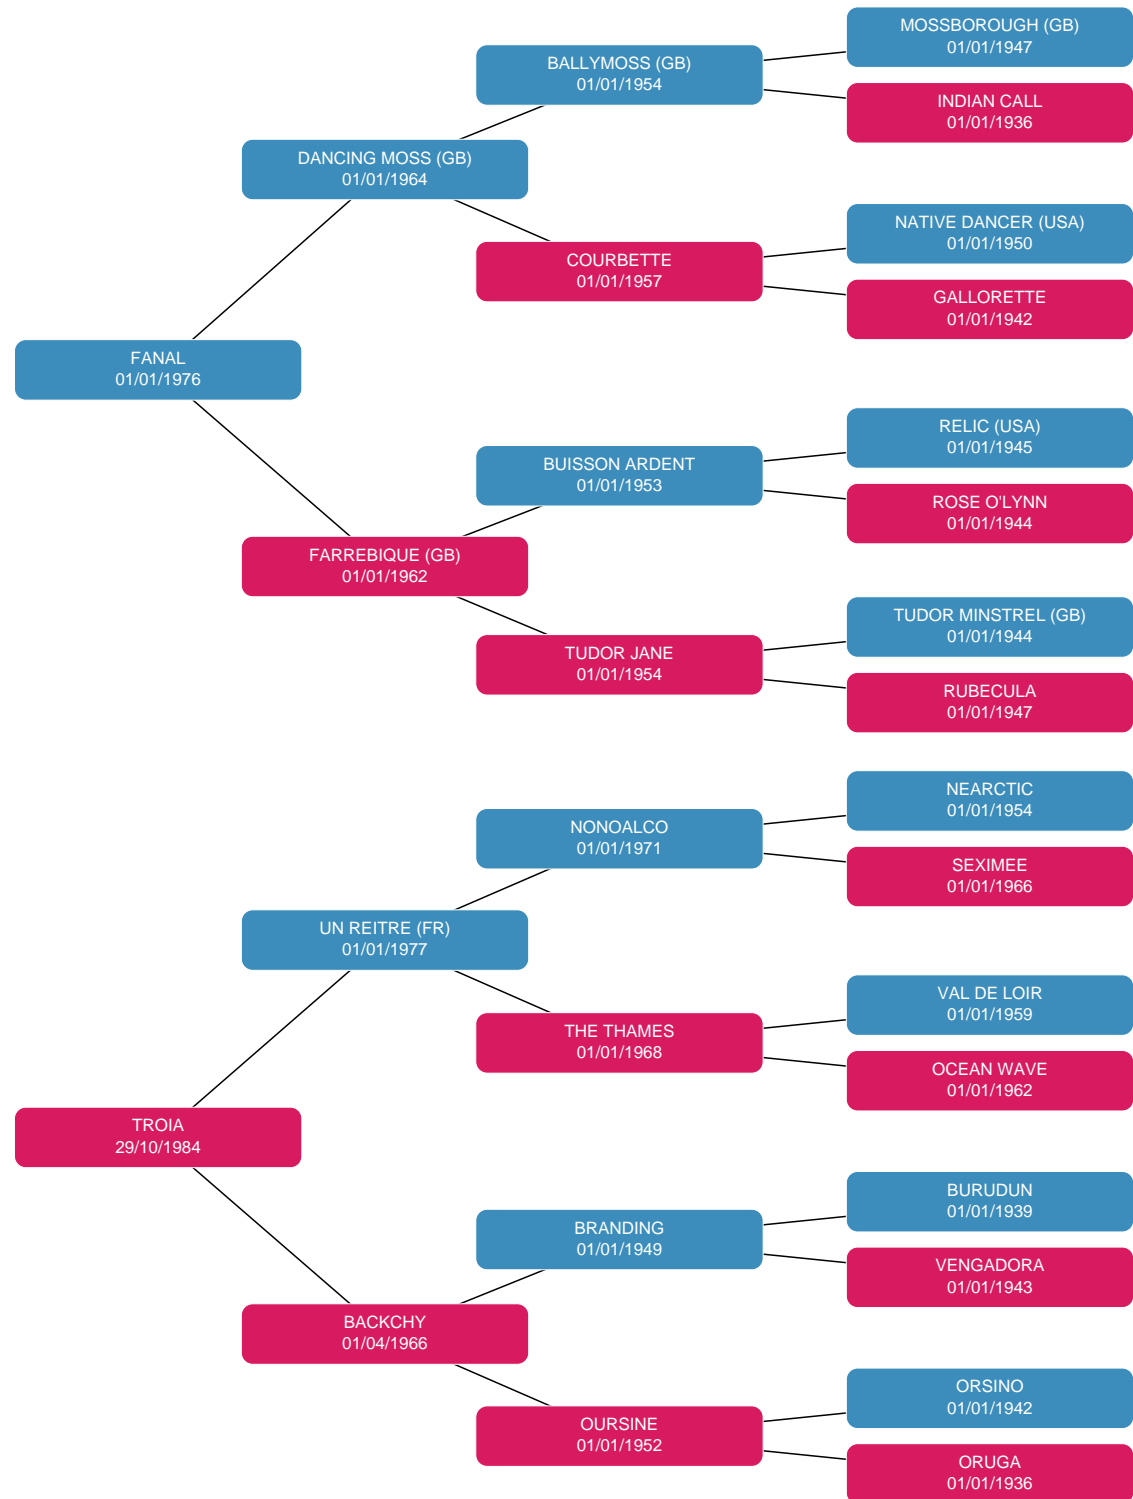 MOSSBOROUGH (GB)
01/01/1947
BALLYMOSS (GB)
01/01/1954
INDIAN CALL
01/01/1936
DANCING MOSS (GB)
01/01/1964
NATIVE DANCER (USA)
01/01/1950
COURBETTE
01/01/1957
GALLORETTE
01/01/1942
FANAL
01/01/1976
RELIC (USA)
01/01/1945
BUISSON ARDENT
01/01/1953
ROSE O'LYNN
01/01/1944
FARREBIQUE (GB)
01/01/1962
TUDOR MINSTREL (GB)
01/01/1944
TUDOR JANE
01/01/1954
RUBECULA
01/01/1947
NEARCTIC
01/01/1954
NONOALCO
01/01/1971
SEXIMEE
01/01/1966
UN REITRE (FR)
01/01/1977
VAL DE LOIR
01/01/1959
THE THAMES
01/01/1968
OCEAN WAVE
01/01/1962
TROIA
29/10/1984
BURUDUN
01/01/1939
BRANDING
01/01/1949
VENGADORA
01/01/1943
BACKCHY
01/04/1966
ORSINO
01/01/1942
OURSINE
01/01/1952
ORUGA
01/01/1936